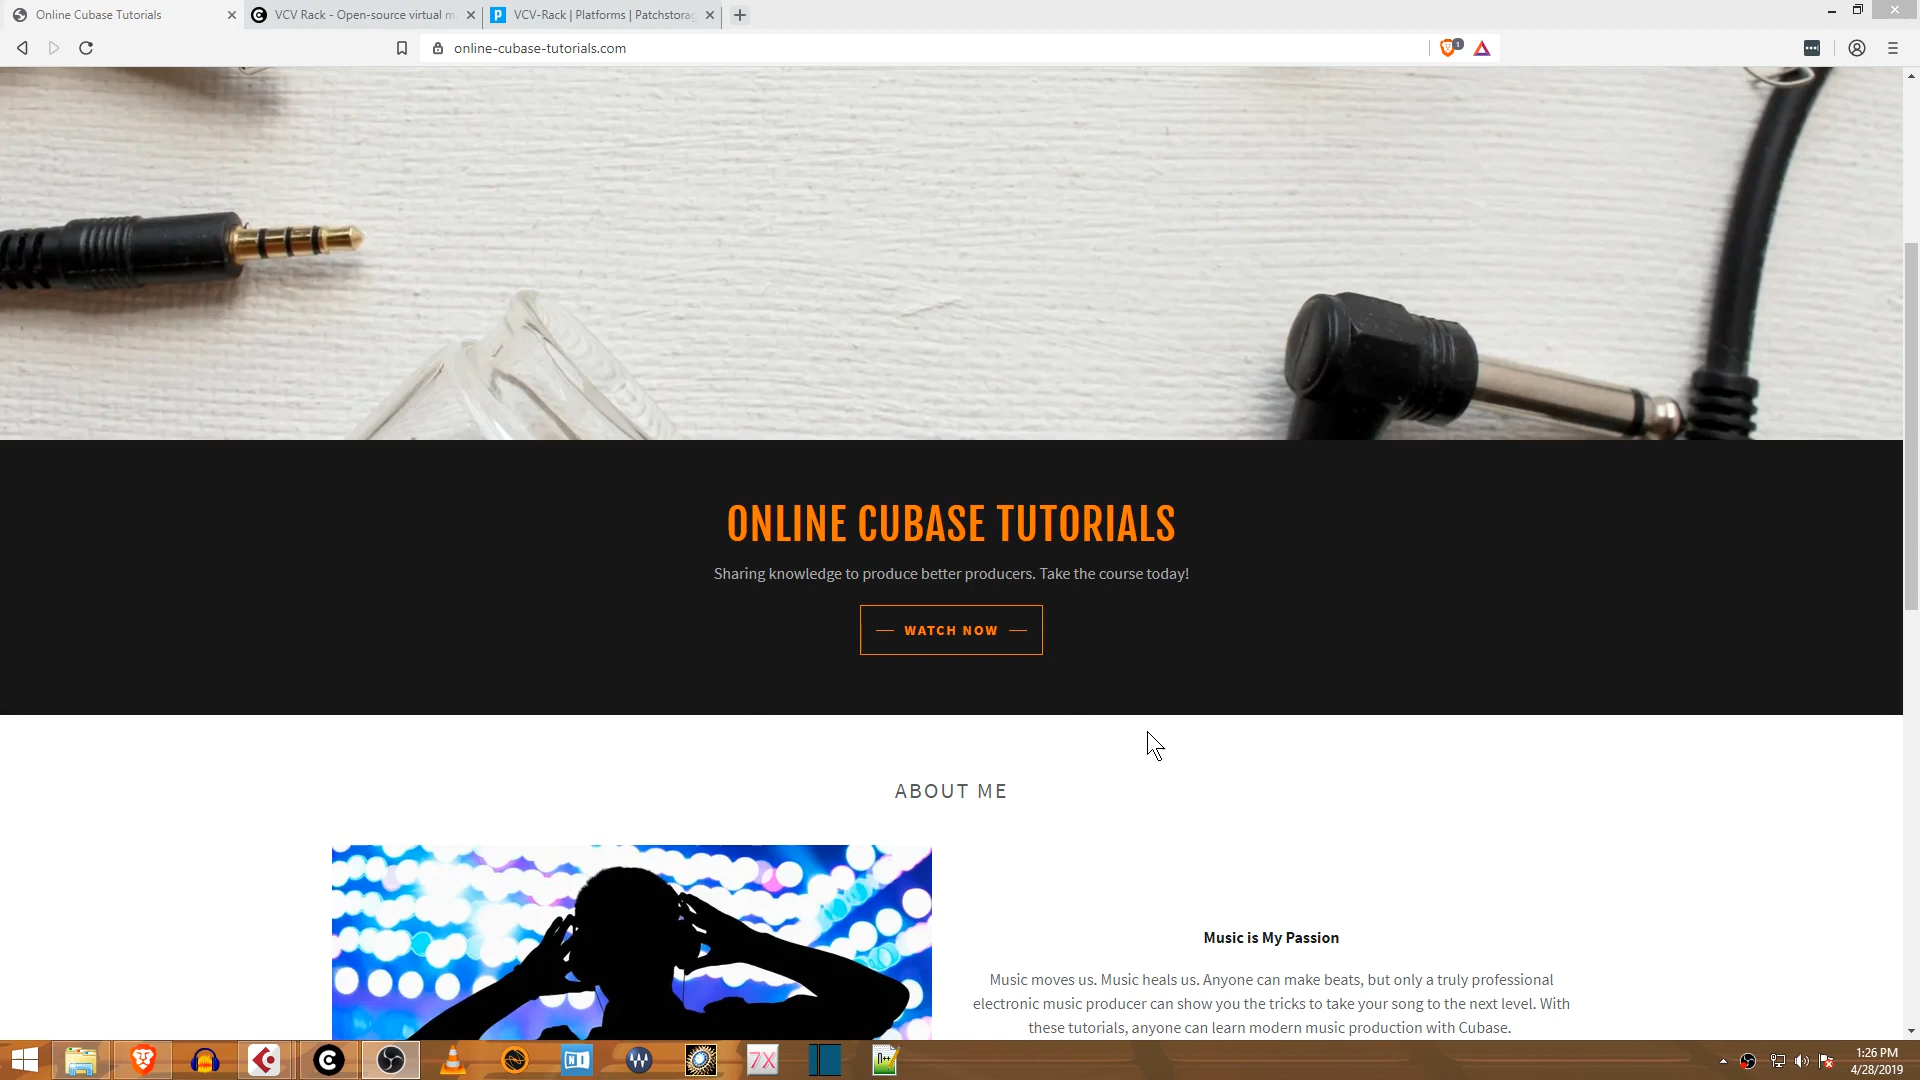 Online Cubase Tutorials
VCV Rack - Open-source virtual m
VCV-Rack | Platforms | Patchstorag
online-cubase-tutorials.com
1
ONLINE CUBASE TUTORIALS
Sharing knowledge to produce better producers. Take the course today!
WATCH NOW
ABOUT ME
Music is My Passion
Music moves us. Music heals us. Anyone can make beats, but only a truly professional
electronic music producer can show you the tricks to take your song to the next level. With
these tutorials, anyone can learn modern music production with Cubase.
NI
W
7X
n++
1:26 PM
4/28/2019